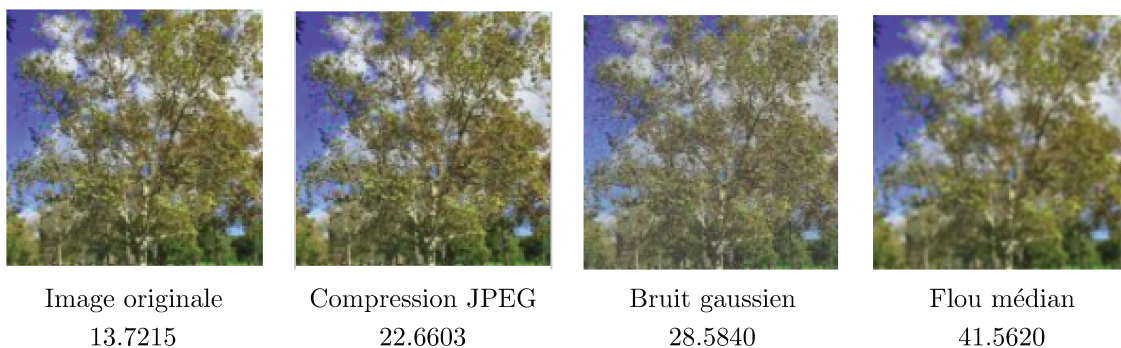 Image originale
Compression JPEG
Bruit gaussien
Flou médian
13.7215
22.6603
28.5840
41.5620